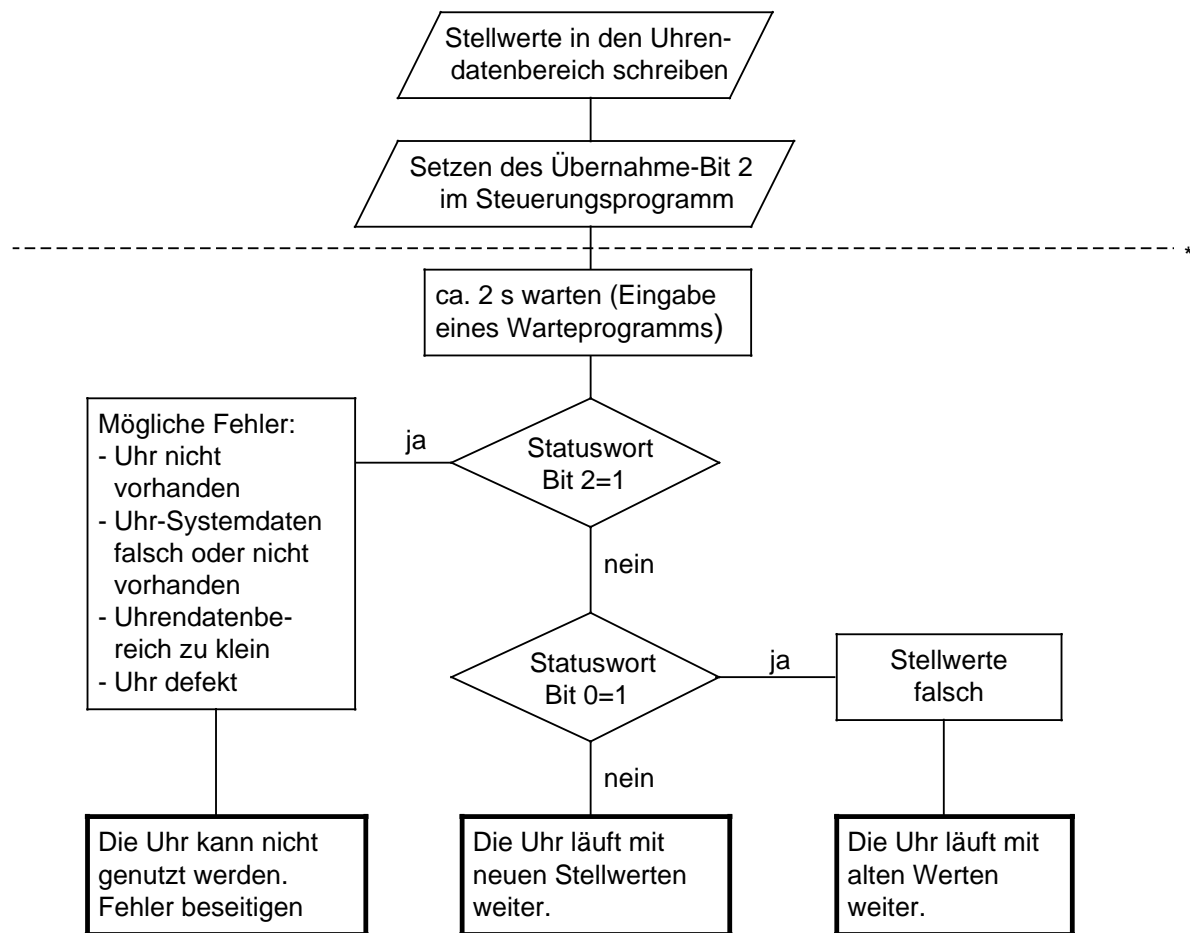 Stellwerte in den Uhren-
datenbereich schreiben
Setzen des Übernahme-Bit 2
im Steuerungsprogramm
*
ca. 2 s warten (Eingabe
eines Warteprogramms)
Mögliche Fehler:
- Uhr nicht
vorhanden
- Uhr-Systemdaten
falsch oder nicht
vorhanden
- Uhrendatenbe-
reich zu klein
- Uhr defekt
ja
Statuswort
Bit 2=1
nein
Statuswort
Bit 0=1
ja
Stellwerte
falsch
nein
Die Uhr kann nicht
genutzt werden.
Fehler beseitigen
Die Uhr läuft mit
neuen Stellwerten
weiter.
Die Uhr läuft mit
alten Werten
weiter.